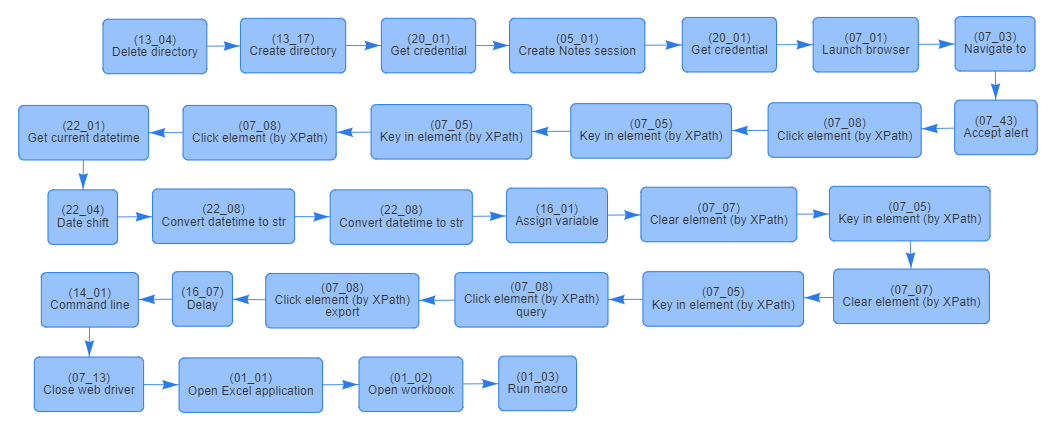 (13_04)
Delete directory
(13_17)
Create directory
(20_01)
Get credential
(05_01)
Create Notes session
(20_01)
Get credential
(07_01)
Launch browser
(07_03)
Navigate to
(07_43)
Accept alert
(07_08)
Click element (by XPath)
(07_05)
Key in element (by XPath)
(07_05)
Key in element (by XPath)
(07_08)
Click element (by XPath)
(22_01)
Get current datetime
(22_04)
Date shift
(22_08)
Convert datetime to str
(22_08)
Convert datetime to str
(16_01)
Assign variable
(07_07)
Clear element (by XPath)
(07_05)
Key in element (by XPath)
(07_07)
Clear element (by XPath)
(07_05)
Key in element (by XPath)
(07_08)
Click element (by XPath)
query
(07_08)
Click element (by XPath)
export
(16_07)
Delay
(14_01)
Command line
(07_13)
Close web driver
(01_01)
Open Excel application
(01_02)
Open workbook
(01_03)
Run macro